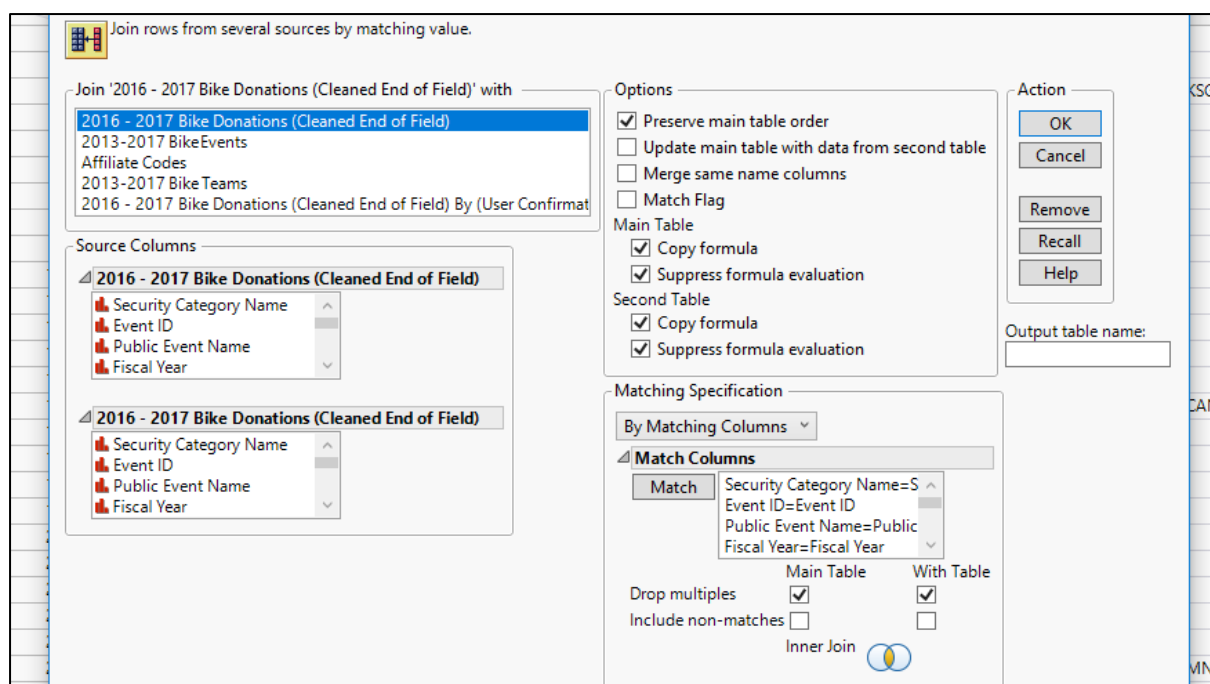 Join rows from several sources by matching value.
Join '2016 - 2017 Bike Donations (Cleaned End of Field)' with
2016 - 2017 Bike Donations (Cleaned End of Field)
2013-2017 BikeEvents
Affiliate Codes
2013-2017 Bike Teams
2016 - 2017 Bike Donations (Cleaned End of Field) By (User Confirmat
Source Columns
2016 - 2017 Bike Donations (Cleaned End of Field)
Security Category Name
Event ID
Public Event Name
Fiscal Year
2016 - 2017 Bike Donations (Cleaned End of Field)
Security Category Name
Event ID
Public Event Name
Fiscal Year
Options
Preserve main table order
Update main table with data from second table
Merge same name columns
Match Flag
Main Table
Copy formula
Suppress formula evaluation
Second Table
Copy formula
Suppress formula evaluation
Matching Specification
By Matching Columns
Match Columns
Match
Security Category Name=S
Event ID=Event ID
Public Event Name=Public
Fiscal Year=Fiscal Year
Main Table With Table
Drop multiples
Include non-matches
Inner Join
Action
OK
Cancel
Remove
Recall
Help
Output table name: